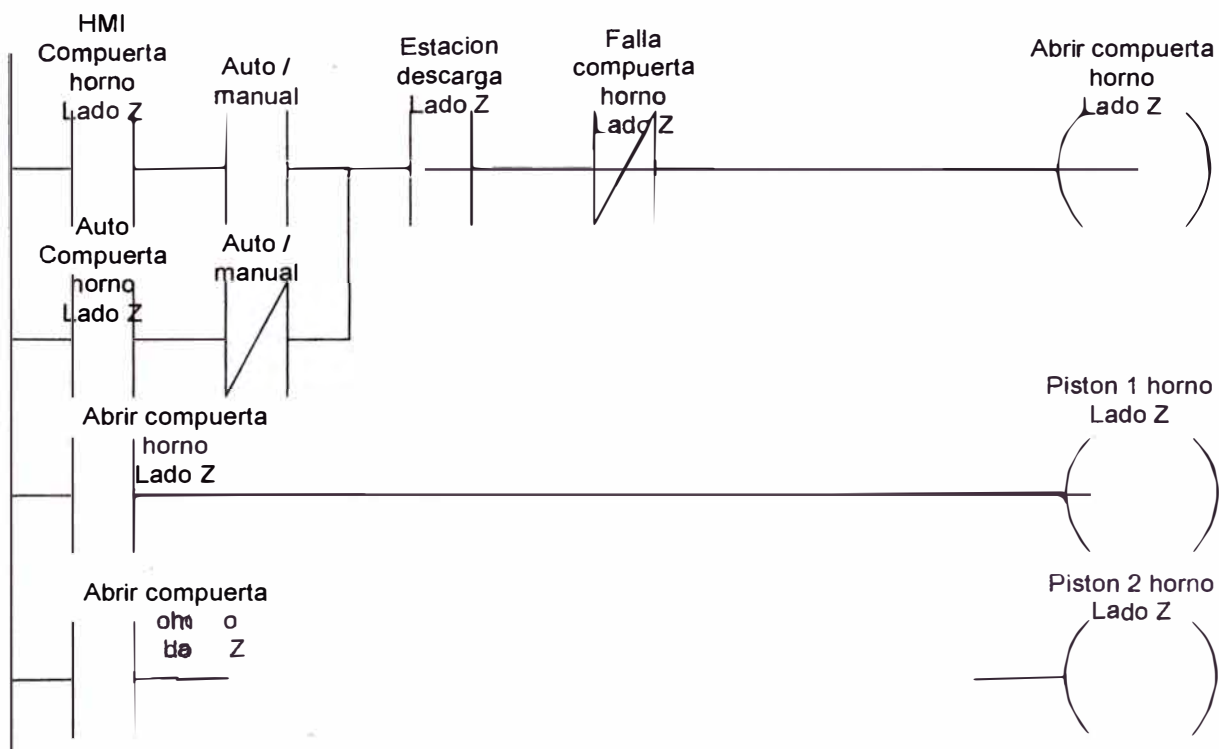 HMI
Compuerta
horno
Lado Z
Auto /
manual
Estacion
descarga
Lado Z
Falla
compuerta
horno
Lado Z
Abrir compuerta
horno
Lado Z
Auto
Compuerta
horno
Lado Z
Auto /
manual
Abrir compuerta
horno
Lado Z
Piston 1 horno
Lado Z
Abrir compuerta
o
Z
Piston 2 horno
Lado Z